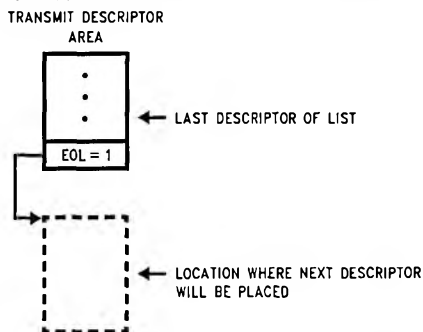 TRANSMIT DESCRIPTOR
AREA
LAST DESCRIPTOR OF LIST
EOL = 1
LOCATION WHERE NEXT DESCRIPTOR
WILL BE PLACED